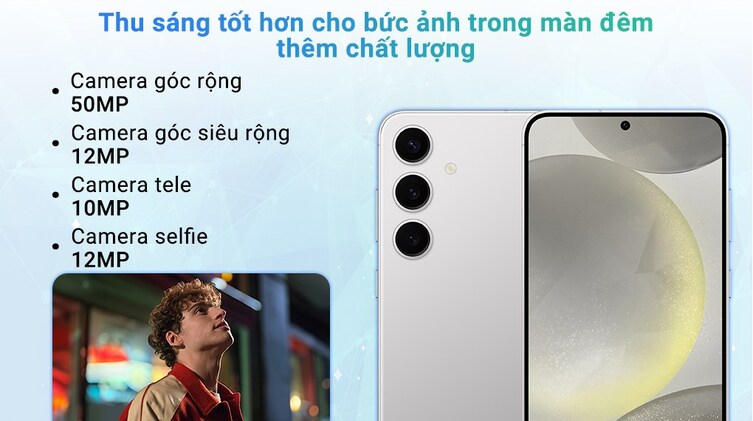 Thu sáng tốt hơn cho bức ảnh trong màn đêm
thêm chất lượng
• Camera góc rộng
50MP
• Camera góc siêu rộng
12MP
• Camera tele
10MP
• Camera selfie
12MP